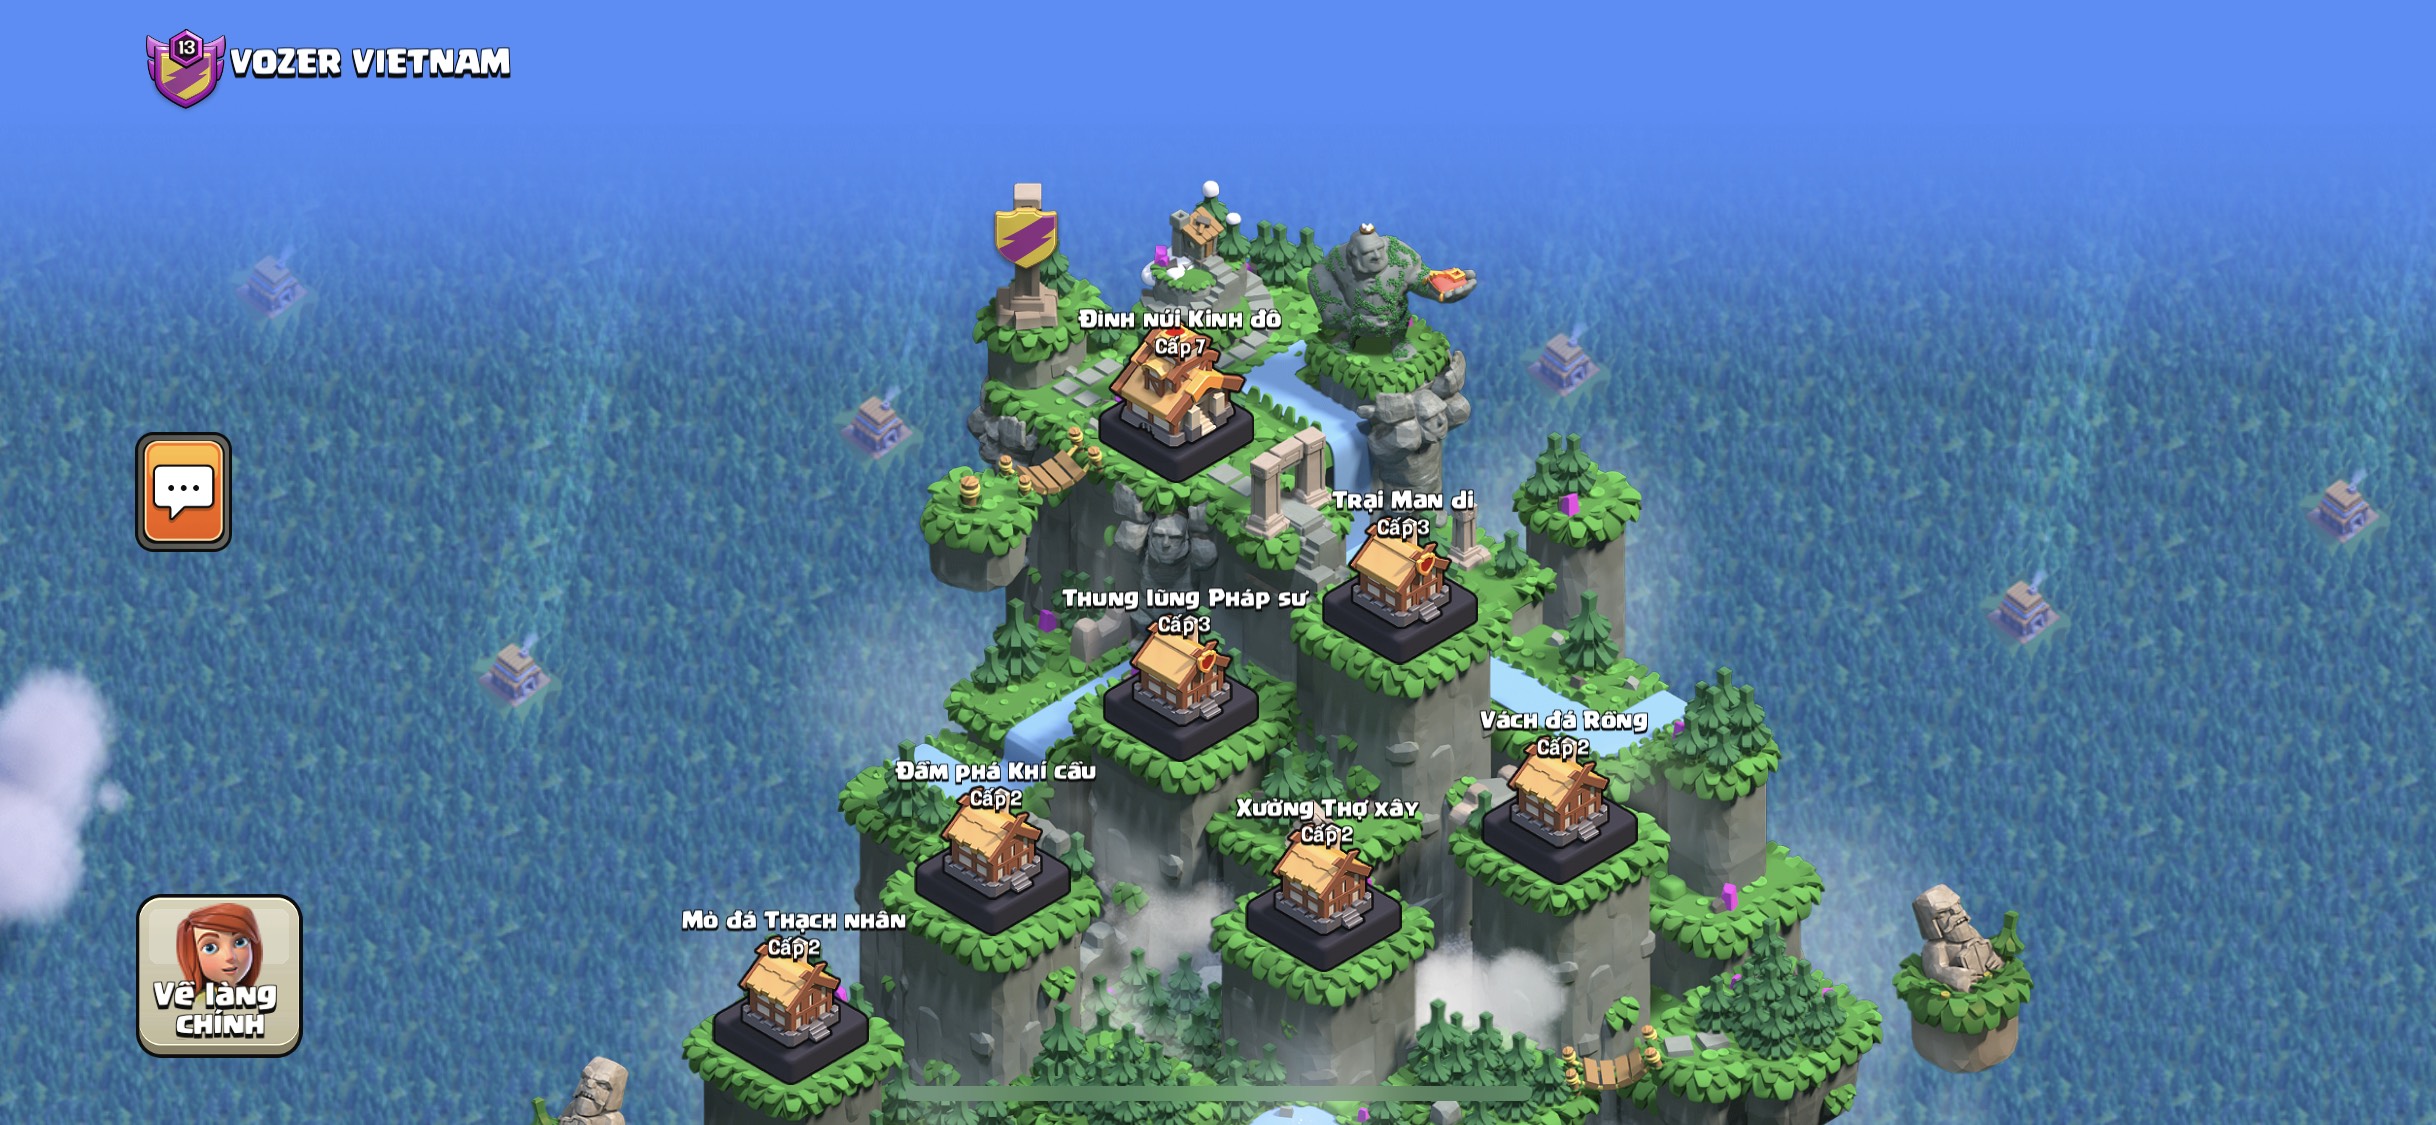 13
VOZER VIETNAM
Đỉnh núi Kinh đô
Cấp 7
Trại Man di
Cấp 3
Thung lũng Pháp sư
Cấp 3
Vách đá Rồng
Cấp 2
Đầm phá Khí cầu
Cấp 2
Xưởng Thợ xây
Cấp 2
Mỏ đá Thạch nhân
Cấp 2
Về làng
chính